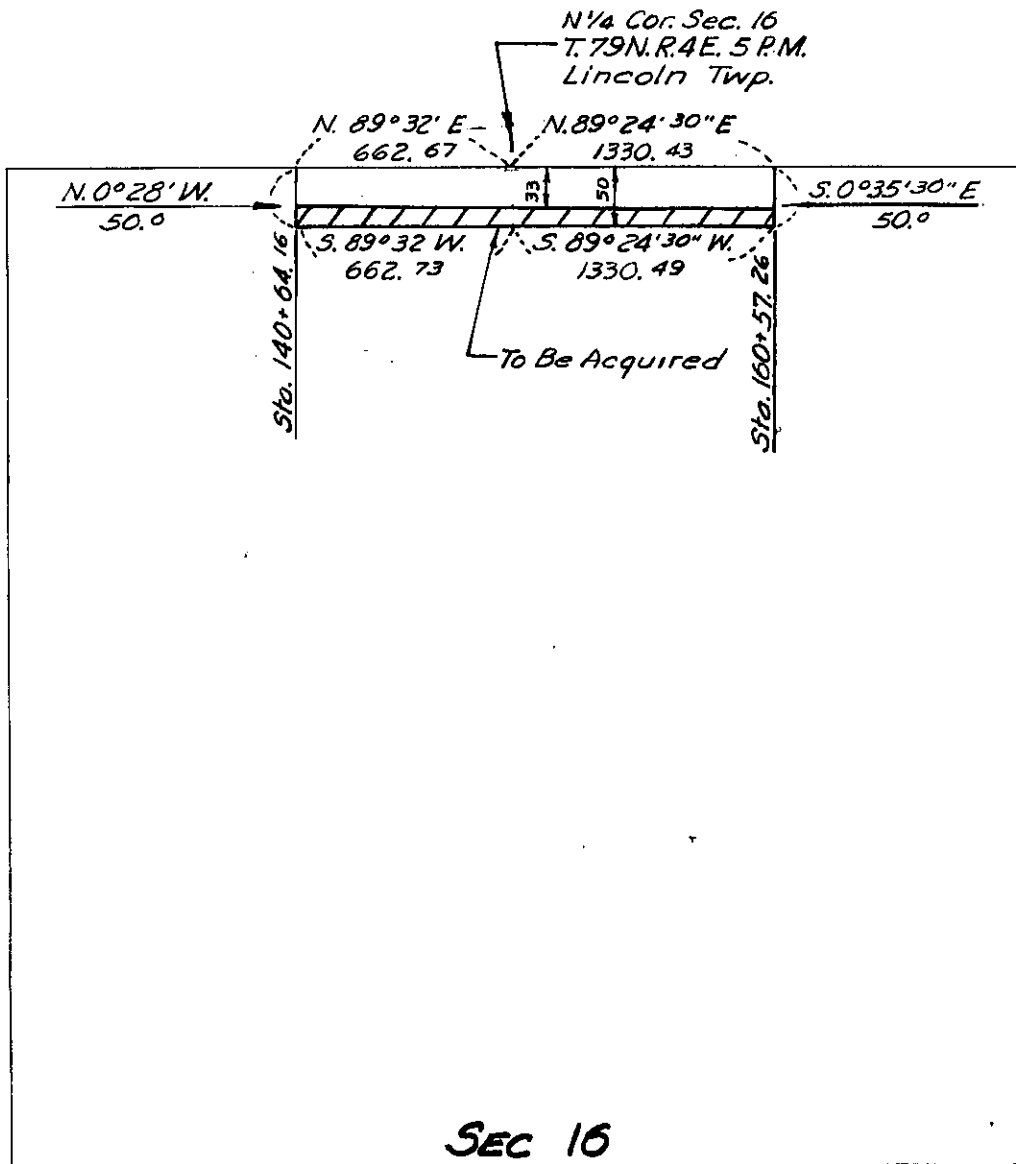 N 1/4 Cor. Sec. 16
T. 79N. R. 4E. 5 P.M.
Lincoln Twp.
N. 89° 32' E
662.67
N. 89° 24' 30" E
1330.43
N. 0° 28' W.
50.0
33
50
S. 0° 35' 30" E
50.0
S. 89° 32 W.
662.73
S. 89° 24' 30" W.
1330.49
Sta. 140+64.16
To Be Acquired
Sta. 160+57.26
SEC 16